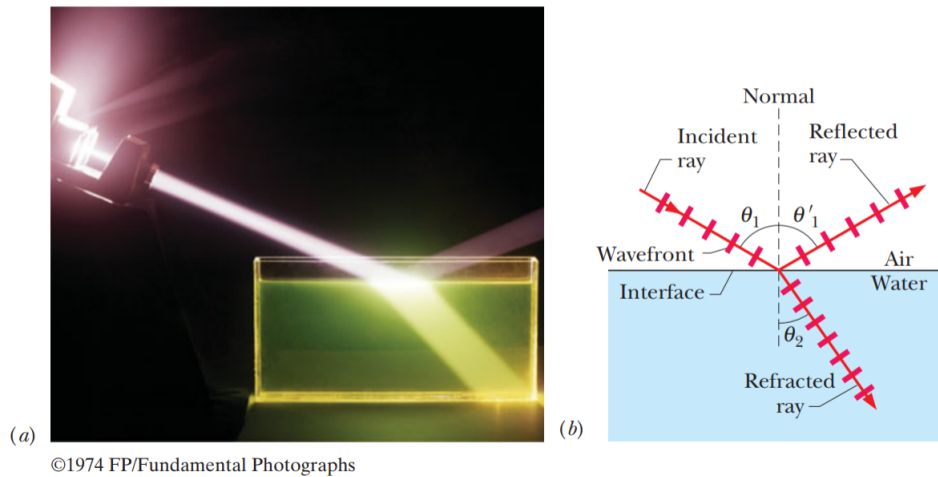 Normal
Incident
ray
Reflected
ray
θ1
θ′1
Wavefront
Air
Interface
Water
θ2
Refracted
ray
(a)
(b)
©1974 FP/Fundamental Photographs